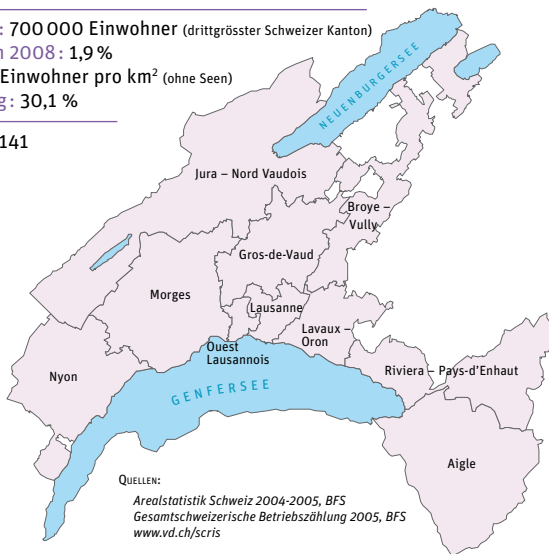 : 700 000 Einwohner (drittgrösster Schweizer Kanton)
2008 : 1,9 %
Einwohner pro km² (ohne Seen)
: 30,1 %
141
NEUENBURGERSEE
Jura – Nord Vaudois
Broye –
Vully
Gros-de-Vaud
Morges
Lausanne
Lavaux –
Oron
Ouest
Lausannois
Nyon
Riviera – Pays-d’Enhaut
GENFERSEE
Aigle
QUELLEN:
Arealstatistik Schweiz 2004-2005, BFS
Gesamtschweizerische Betriebszählung 2005, BFS
www.vd.ch/scris